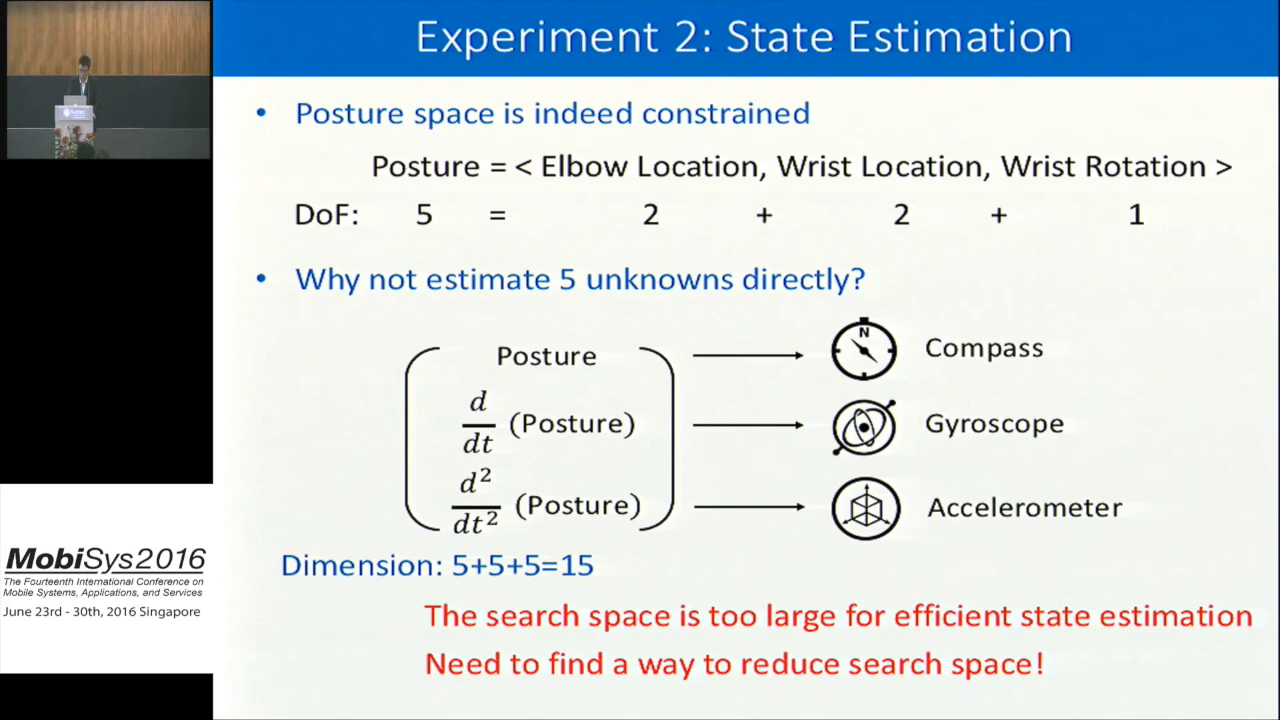 Experiment 2: State Estimation
• Posture space is indeed constrained
Posture = < Elbow Location, Wrist Location, Wrist Rotation >
DoF: 5 = 2 + 2 + 1
• Why not estimate 5 unknowns directly?
Posture
N
Compass
d/dt (Posture)
Gyroscope
d²/dt² (Posture)
Accelerometer
Dimension: 5+5+5=15
The search space is too large for efficient state estimation
Need to find a way to reduce search space!
MobiSys2016
The Fourteenth International Conference on
Mobile Systems, Applications, and Services
June 23rd - 30th, 2016 Singapore